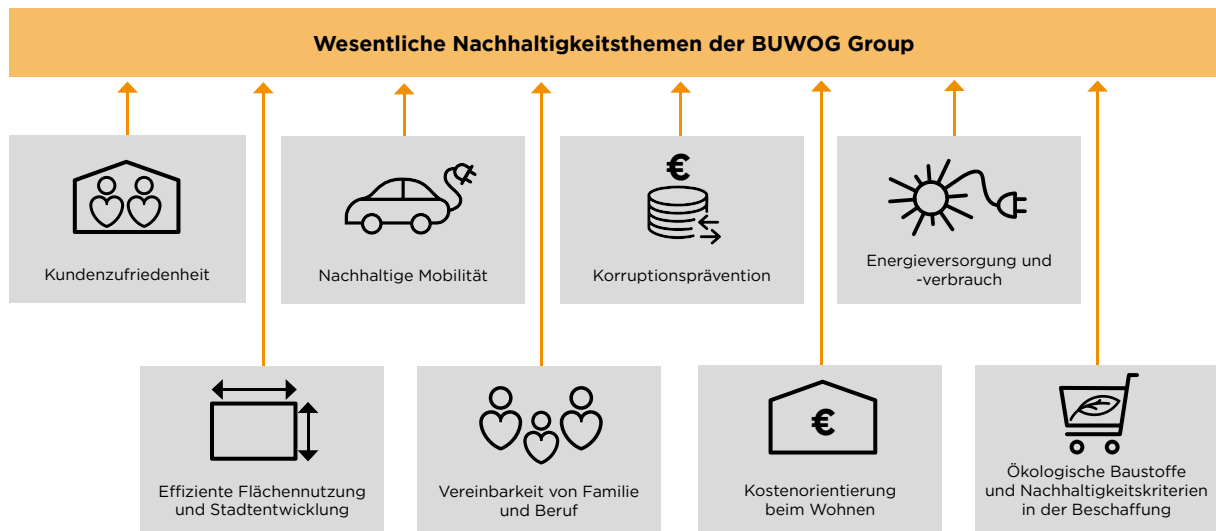 Wesentliche Nachhaltigkeitsthemen der BUWOG Group
€
Kundenzufriedenheit
Nachhaltige Mobilität
Korruptionsprävention
Energieversorgung und
-verbrauch
€
Effiziente Flächennutzung
und Stadtentwicklung
Vereinbarkeit von Familie
und Beruf
Kostenorientierung
beim Wohnen
Ökologische Baustoffe
und Nachhaltigkeitskriterien
in der Beschaffung